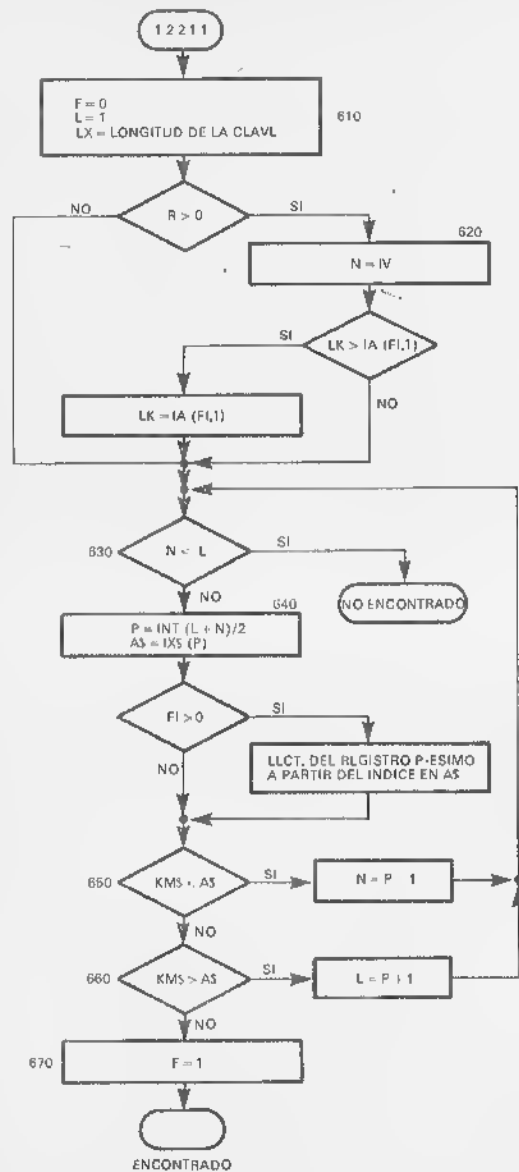 12211
F = 0
L = 1
LX = LONGITUD DE LA CLAVL
610
NO
R > 0
SI
620
N = IV
SI
LK > IA (FI,1)
LK = IA (FI,1)
NO
630
N < L
SI
NO
NO ENCONTRADO
640
P = INT (L + N)/2
A$ = IX$ (P)
FI > 0
SI
NO
LLCT. DEL RLGISTRO P-ESIMO
A PARTIR DEL INDICE EN A$
650
KM$ < A$
SI
N = P 1
NO
660
KM$ > A$
SI
L = P + 1
NO
670
F = 1
ENCONTRADO